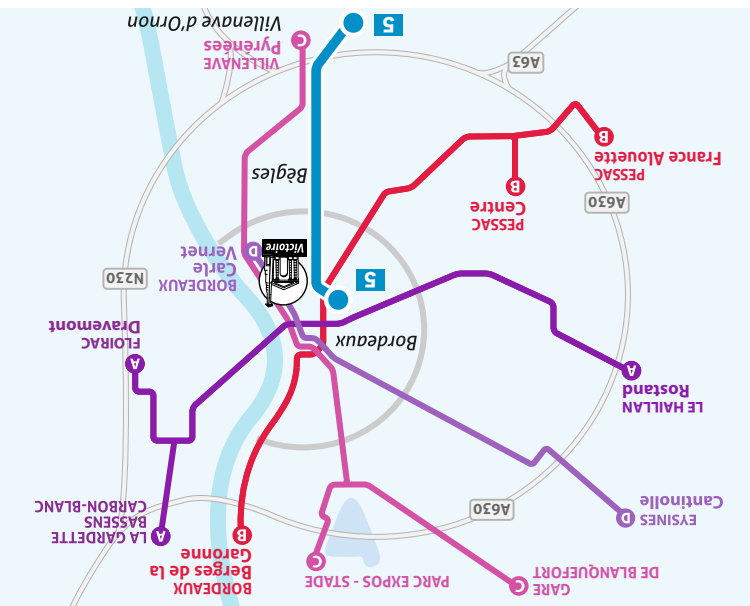 GARE
DE BLANQUEFORT
C
PARC EXPOS - STADE
C
BORDEAUX
Berges de la
Garonne
B
LA GARDETTE
BASSENS
CARBON-BLANC
A
EYSINES
Cantinolle
D
A630
LE HAILLAN
Rostand
A
FLOIRAC
Dravemont
A
Bordeaux
5
N230
BORDEAUX
Carle
Vernet
D
Victoire
A630
PESSAC
Centre
B
PESSAC
France Alouette
B
Bègles
A63
VILLENAVE
Pyrénées
C
5
Villenave d'Ornon